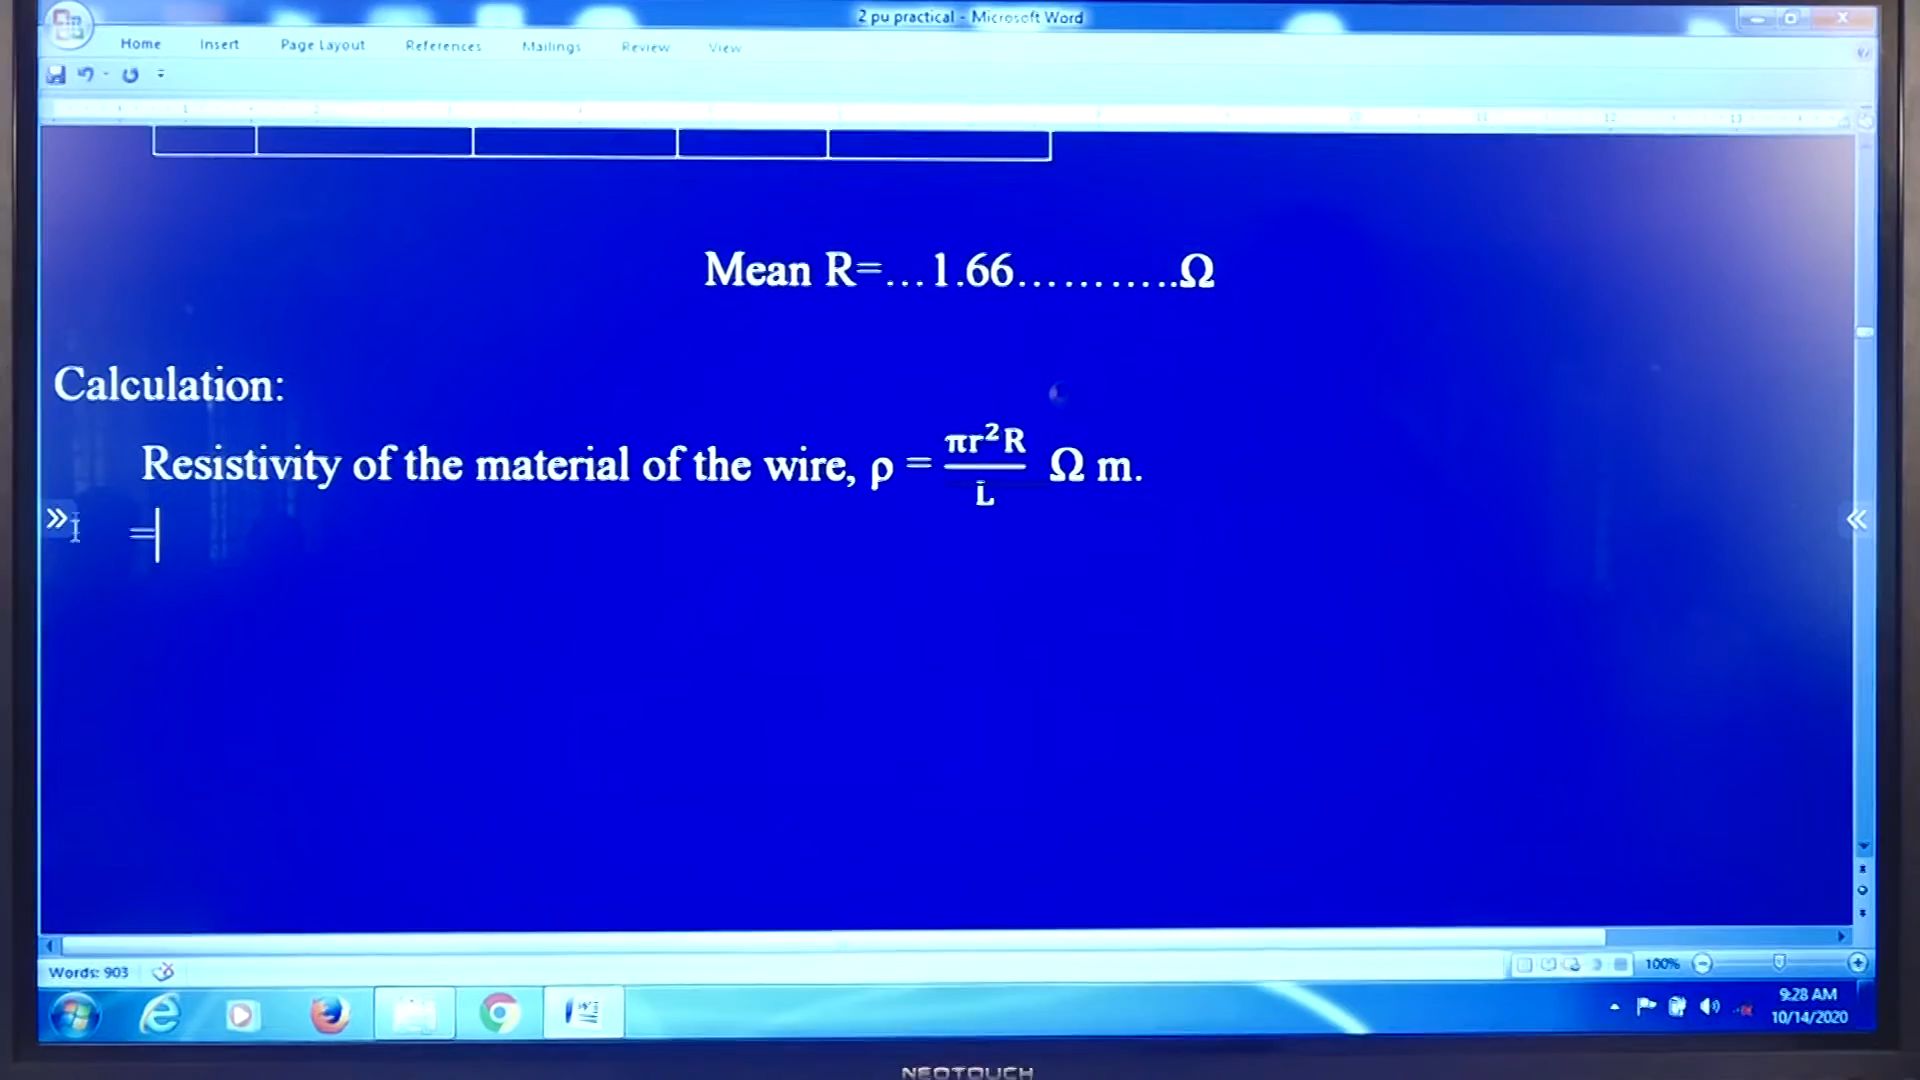 2 pu practical - Microsoft Word
Home Insert Page Layout References Mailings Review View
Mean R=...1.66...........Ω
Calculation:
Resistivity of the material of the wire, ρ = πr²R/L Ω m.
=
Words: 903
100%
9:28 AM
10/14/2020
NEOTOUCH